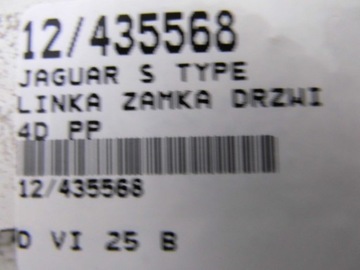 12/435568
JAGUAR S TYPE
LINKA ZAMKA DRZWI
4D PP
12/435568
D VI 25 B